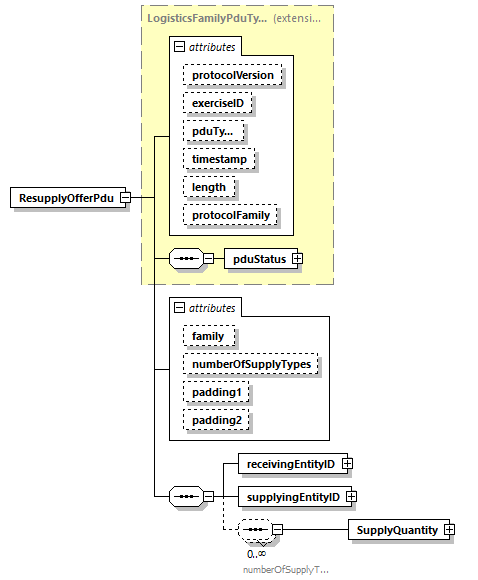 LogisticsFamilyPduTy... (extensi...
attributes
protocolVersion
exerciseID
pduTy...
timestamp
length
protocolFamily
ResupplyOfferPdu
pduStatus
attributes
family
numberOfSupplyTypes
padding1
padding2
receivingEntityID
supplyingEntityID
SupplyQuantity
0..∞
numberOfSupplyT...